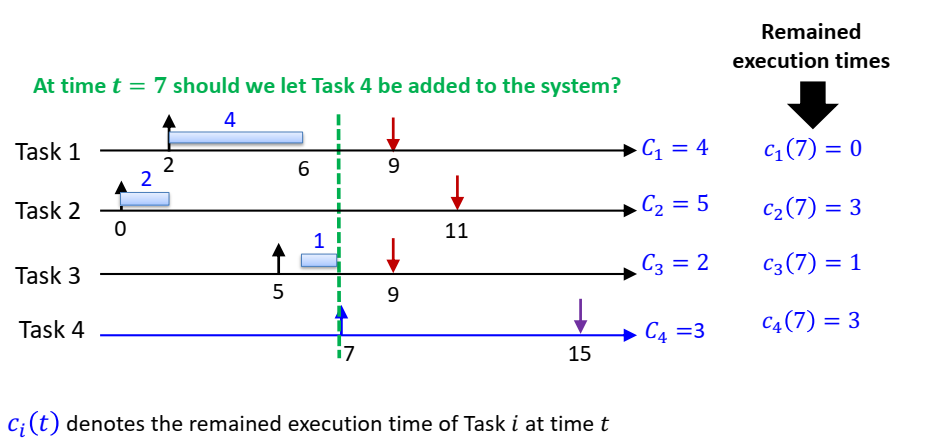 Remained
execution times
At time t = 7 should we let Task 4 be added to the system?
4
Task 1
2
6
9
C₁ = 4
c₁(7) = 0
2
Task 2
0
11
C₂ = 5
c₂(7) = 3
1
Task 3
5
9
C₃ = 2
c₃(7) = 1
Task 4
7
15
C₄ =3
c₄(7) = 3
cᵢ(t) denotes the remained execution time of Task i at time t